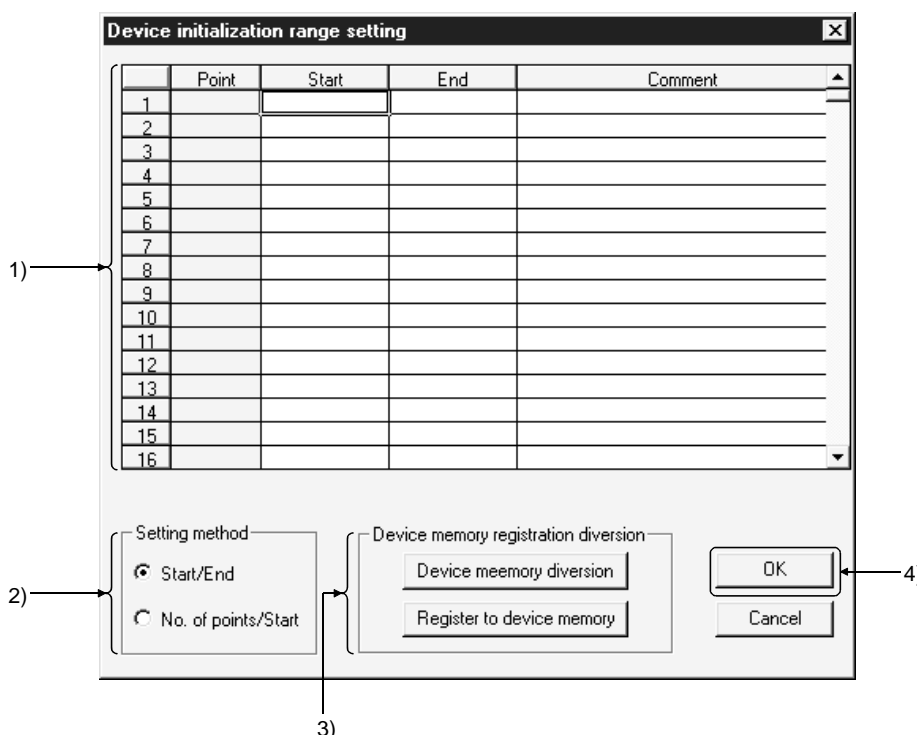 Device initialization range setting
Point Start End Comment
1
2
3
4
5
6
7
1) 8
9
10
11
12
13
14
15
16
Setting method
Device memory registration diversion
Start/End
Device meemory diversion
OK
4)
2)
No. of points/Start
Register to device memory
Cancel
3)